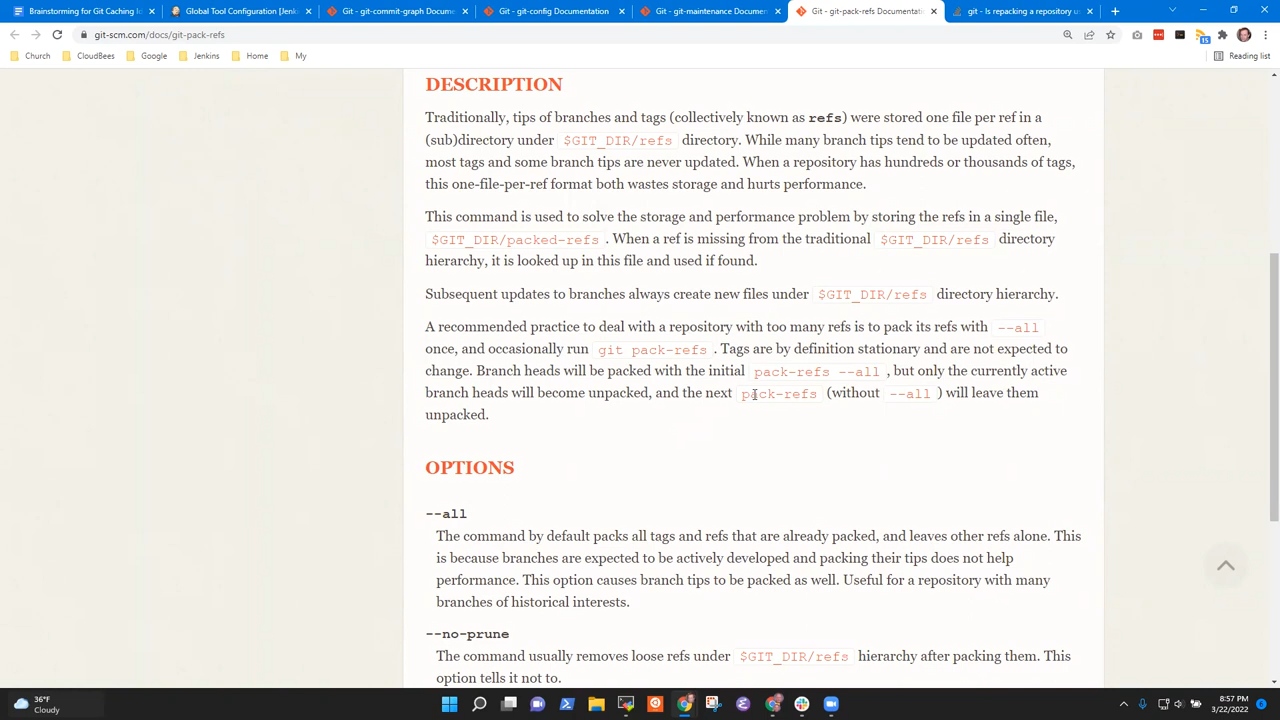 Brainstorming for Git Caching Id
Global Tool Configuration [Jenk
Git - git-commit-graph Docume
Git - git-config Documentation
Git - git-maintenance Documen
Git - git-pack-refs Documentati
git - Is repacking a repository u
git-scm.com/docs/git-pack-refs
15
Church
CloudBees
Google
Jenkins
Home
My
Reading list
DESCRIPTION
Traditionally, tips of branches and tags (collectively known as refs) were stored one file per ref in a
(sub)directory under $GIT_DIR/refs directory. While many branch tips tend to be updated often,
most tags and some branch tips are never updated. When a repository has hundreds or thousands of tags,
this one-file-per-ref format both wastes storage and hurts performance.
This command is used to solve the storage and performance problem by storing the refs in a single file,
$GIT_DIR/packed-refs . When a ref is missing from the traditional $GIT_DIR/refs directory
hierarchy, it is looked up in this file and used if found.
Subsequent updates to branches always create new files under $GIT_DIR/refs directory hierarchy.
A recommended practice to deal with a repository with too many refs is to pack its refs with --all
once, and occasionally run git pack-refs . Tags are by definition stationary and are not expected to
change. Branch heads will be packed with the initial pack-refs --all , but only the currently active
branch heads will become unpacked, and the next pack-refs (without --all ) will leave them
unpacked.
OPTIONS
--all
The command by default packs all tags and refs that are already packed, and leaves other refs alone. This
is because branches are expected to be actively developed and packing their tips does not help
performance. This option causes branch tips to be packed as well. Useful for a repository with many
branches of historical interests.
--no-prune
The command usually removes loose refs under $GIT_DIR/refs hierarchy after packing them. This
option tells it not to.
36°F
Cloudy
8:57 PM
3/22/2022